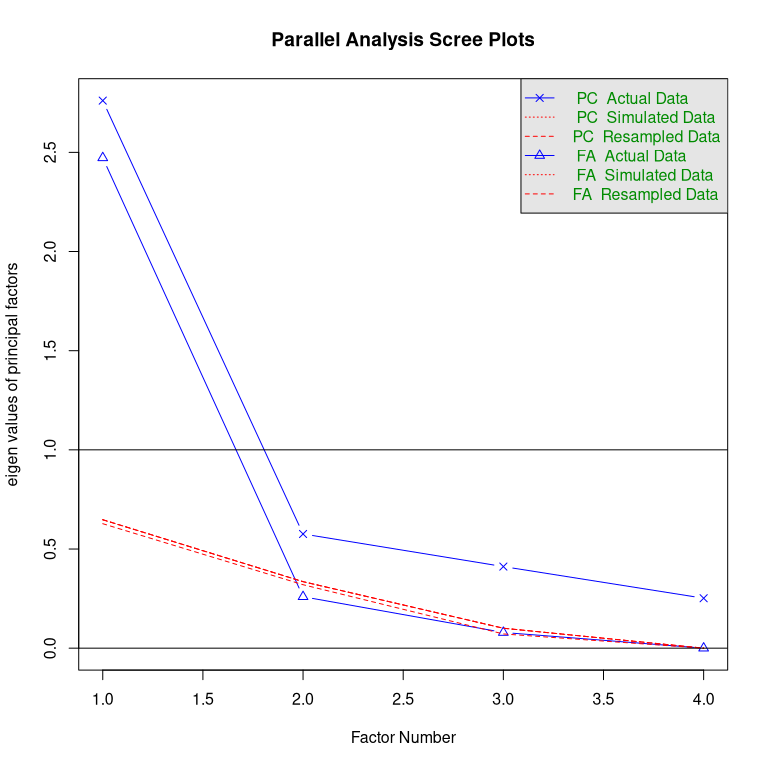 Parallel Analysis Scree Plots
PC Actual Data
PC Simulated Data
PC Resampled Data
FA Actual Data
FA Simulated Data
FA Resampled Data
eigen values of principal factors
2.5
2.0
1.5
1.0
0.5
0.0
1.0 1.5 2.0 2.5 3.0 3.5 4.0
Factor Number